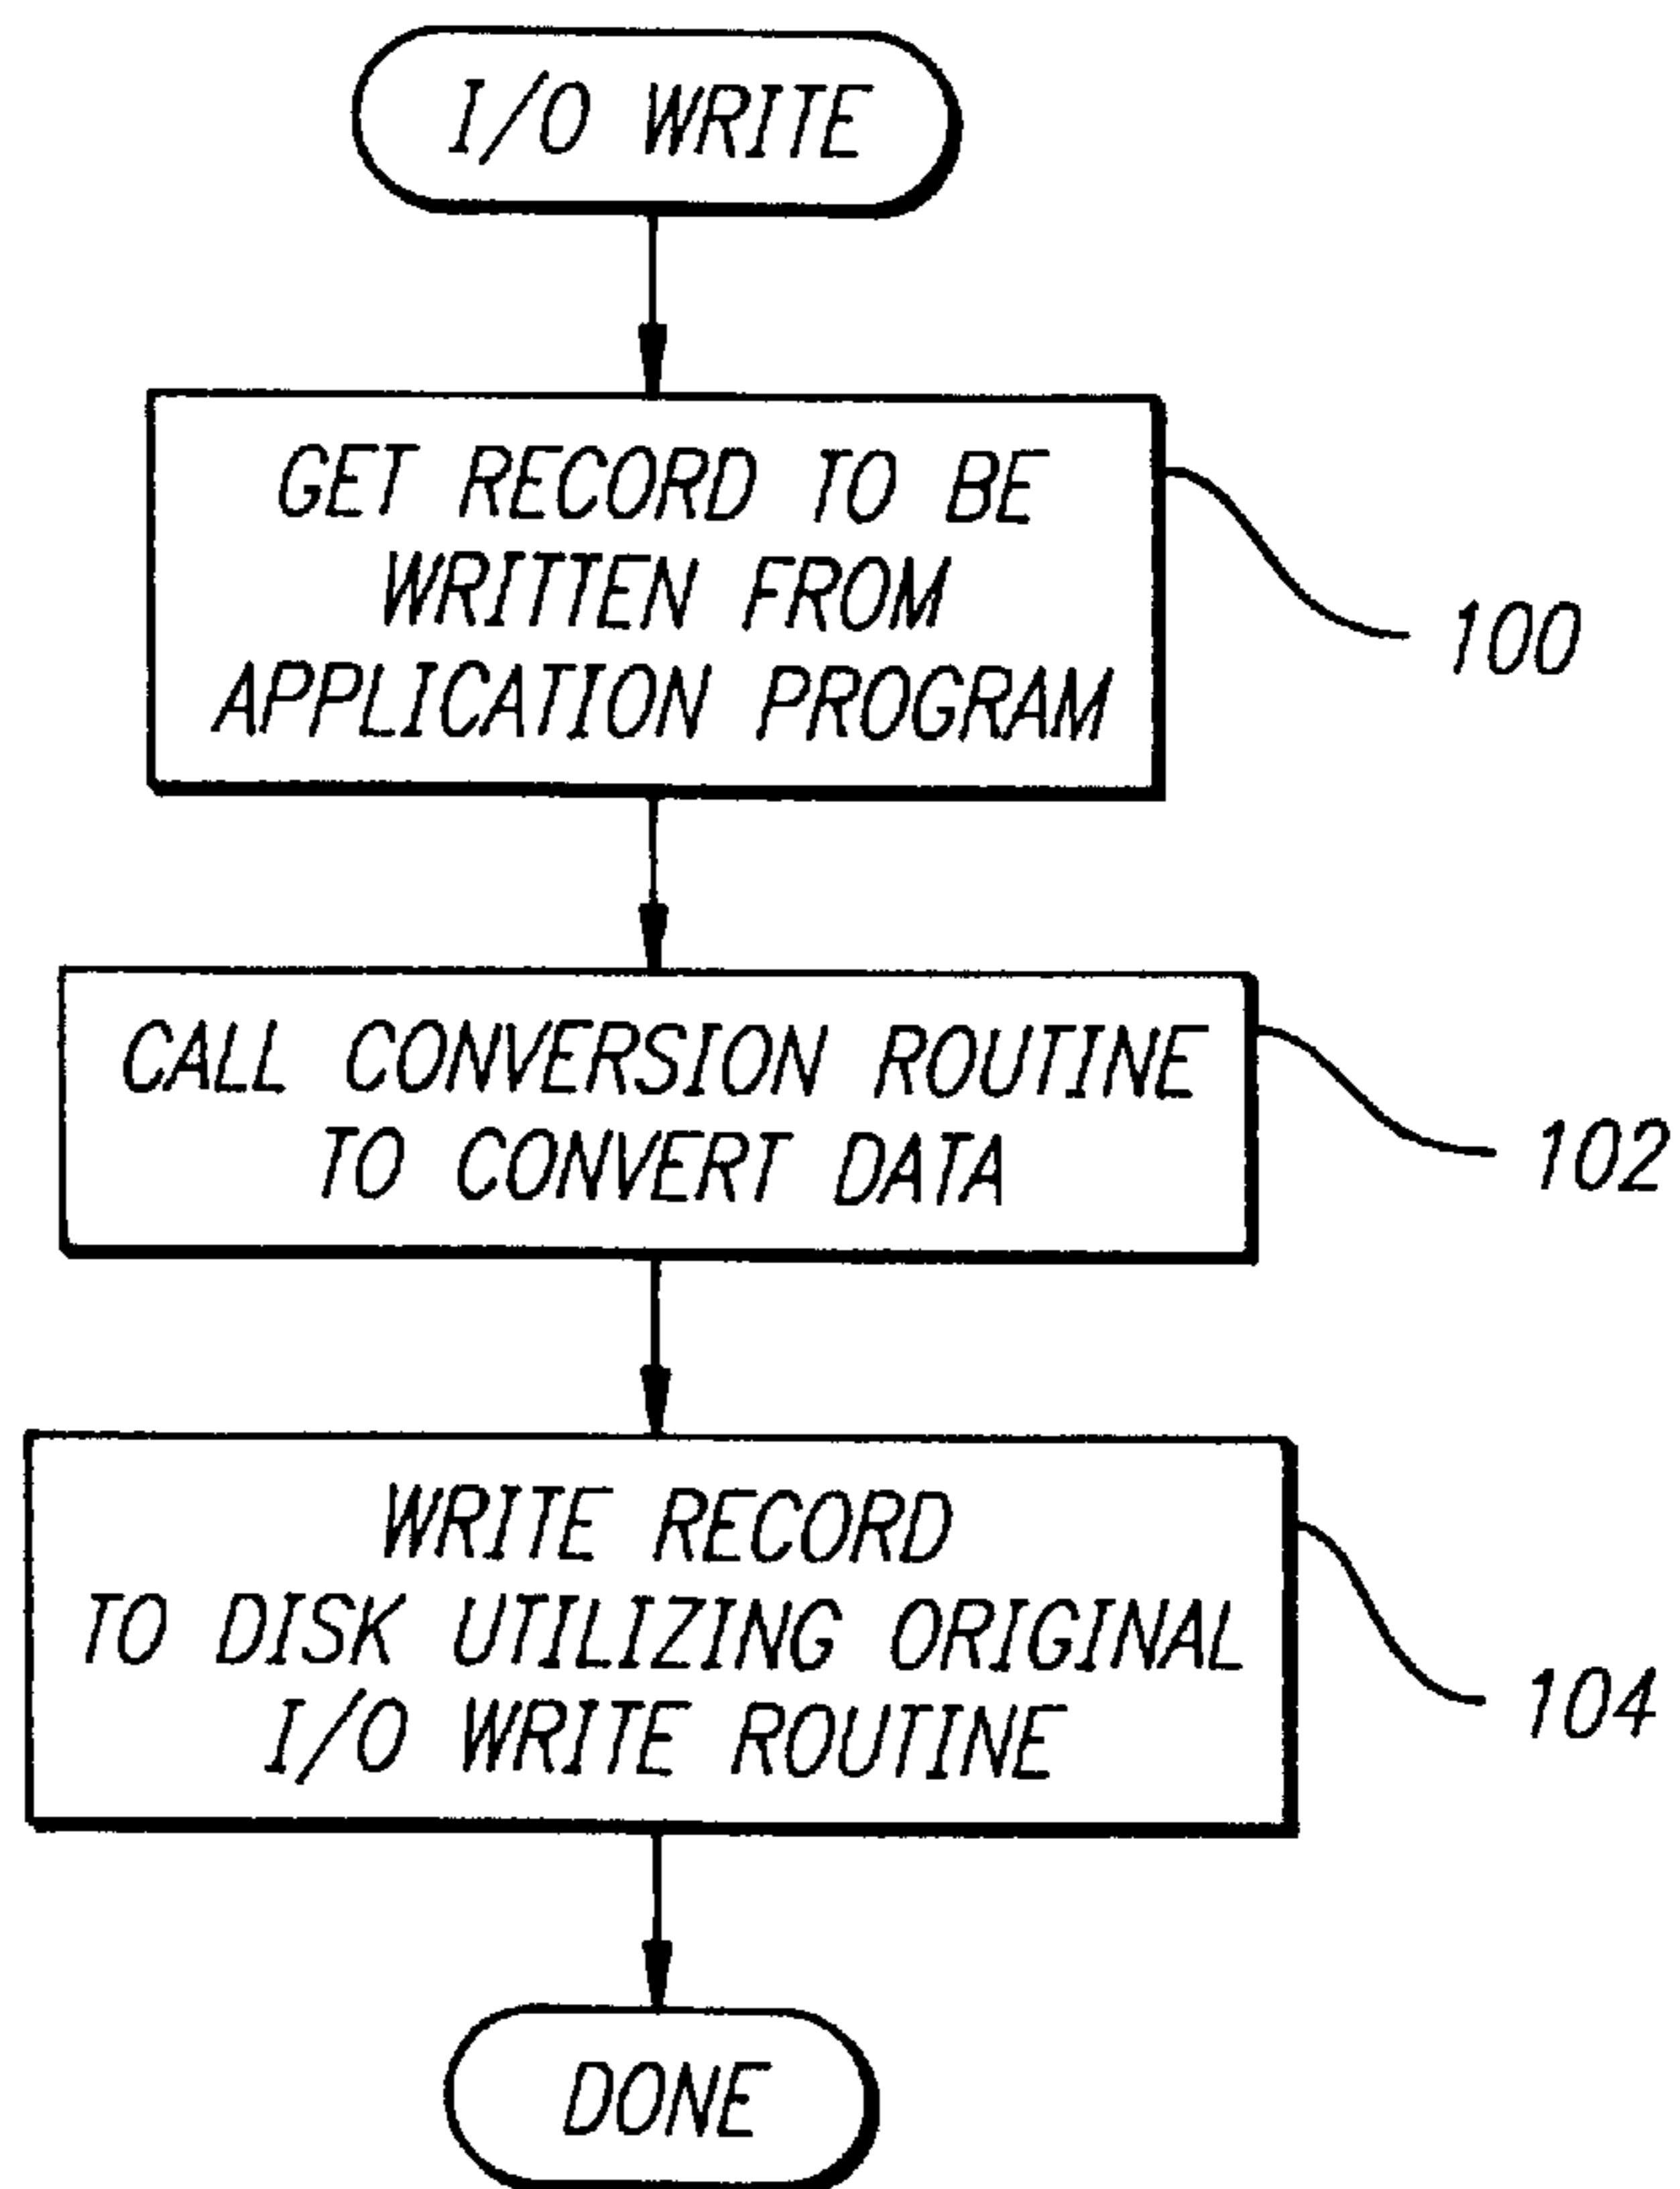 I/O WRITE
GET RECORD TO BE
WRITTEN FROM
APPLICATION PROGRAM
100
CALL CONVERSION ROUTINE
TO CONVERT DATA
102
WRITE RECORD
TO DISK UTILIZING ORIGINAL
I/O WRITE ROUTINE
104
DONE